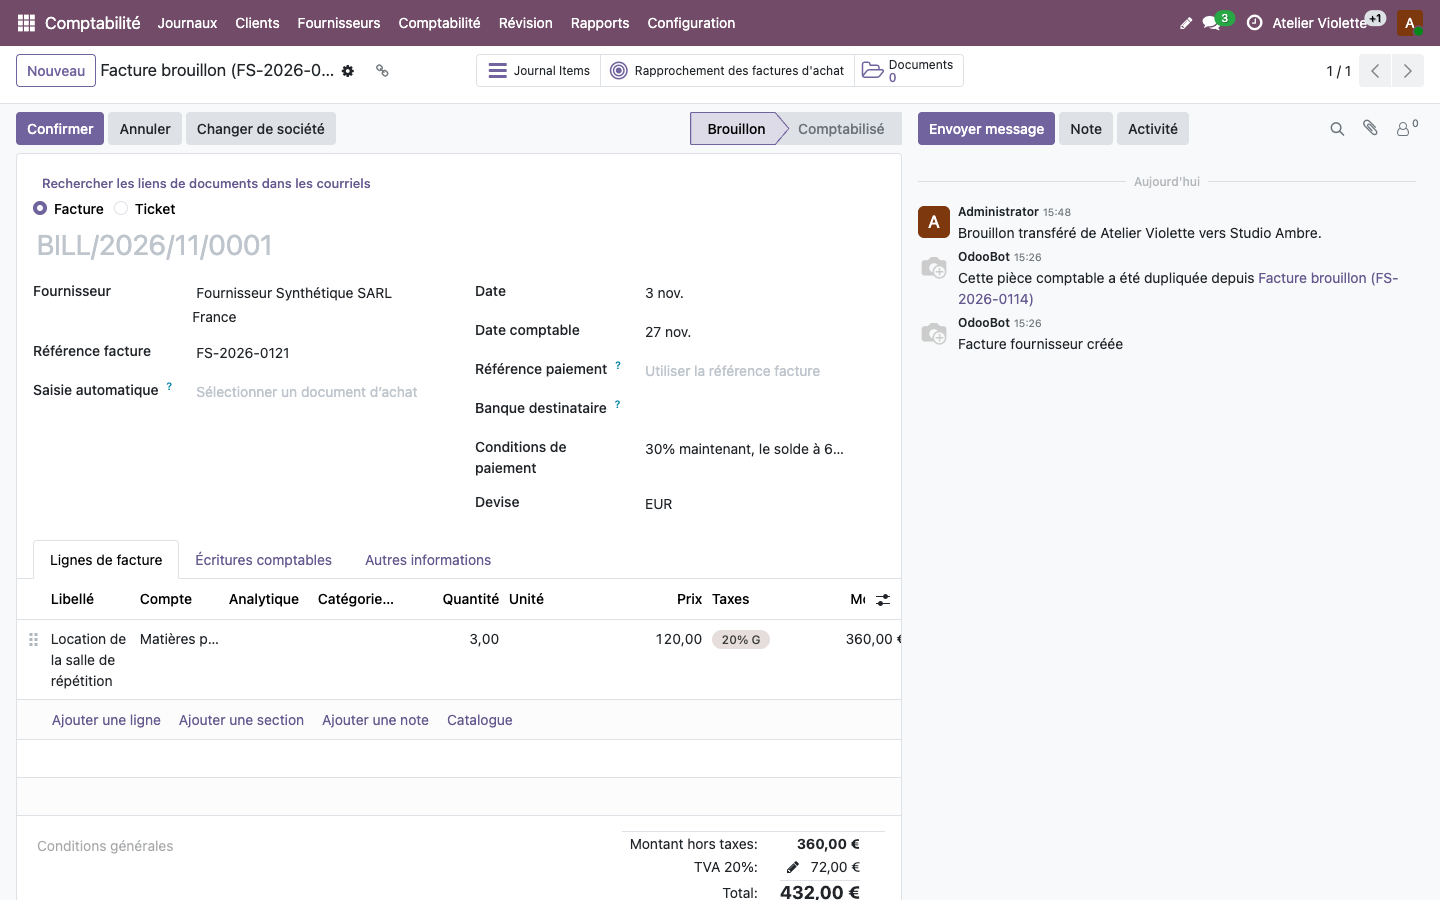 Comptabilité Journaux Clients Fournisseurs Comptabilité Révision Rapports Configuration 3 Atelier Violette +1 A
Nouveau Facture brouillon (FS-2026-0... Journal Items Rapprochement des factures d'achat Documents 0 1 / 1
Confirmer Annuler Changer de société Brouillon Comptabilisé
Rechercher les liens de documents dans les courriels
Facture Ticket
BILL/2026/11/0001
Fournisseur Fournisseur Synthétique SARL
France
Référence facture FS-2026-0121
Saisie automatique ? Sélectionner un document d'achat
Date 3 nov.
Date comptable 27 nov.
Référence paiement ? Utiliser la référence facture
Banque destinataire ?
Conditions de paiement 30% maintenant, le solde à 6...
Devise EUR
Lignes de facture Écritures comptables Autres informations
Libellé Compte Analytique Catégorie... Quantité Unité Prix Taxes
Location de la salle de répétition Matières p... 3,00 120,00 20% G 360,00 €
Ajouter une ligne Ajouter une section Ajouter une note Catalogue
Conditions générales
Montant hors taxes: 360,00 €
TVA 20%: 72,00 €
Total: 432,00 €
Envoyer message Note Activité 0
Aujourd'hui
A Administrator 15:48
Brouillon transféré de Atelier Violette vers Studio Ambre.
OdooBot 15:26
Cette pièce comptable a été dupliquée depuis Facture brouillon (FS-
2026-0114)
OdooBot 15:26
Facture fournisseur créée